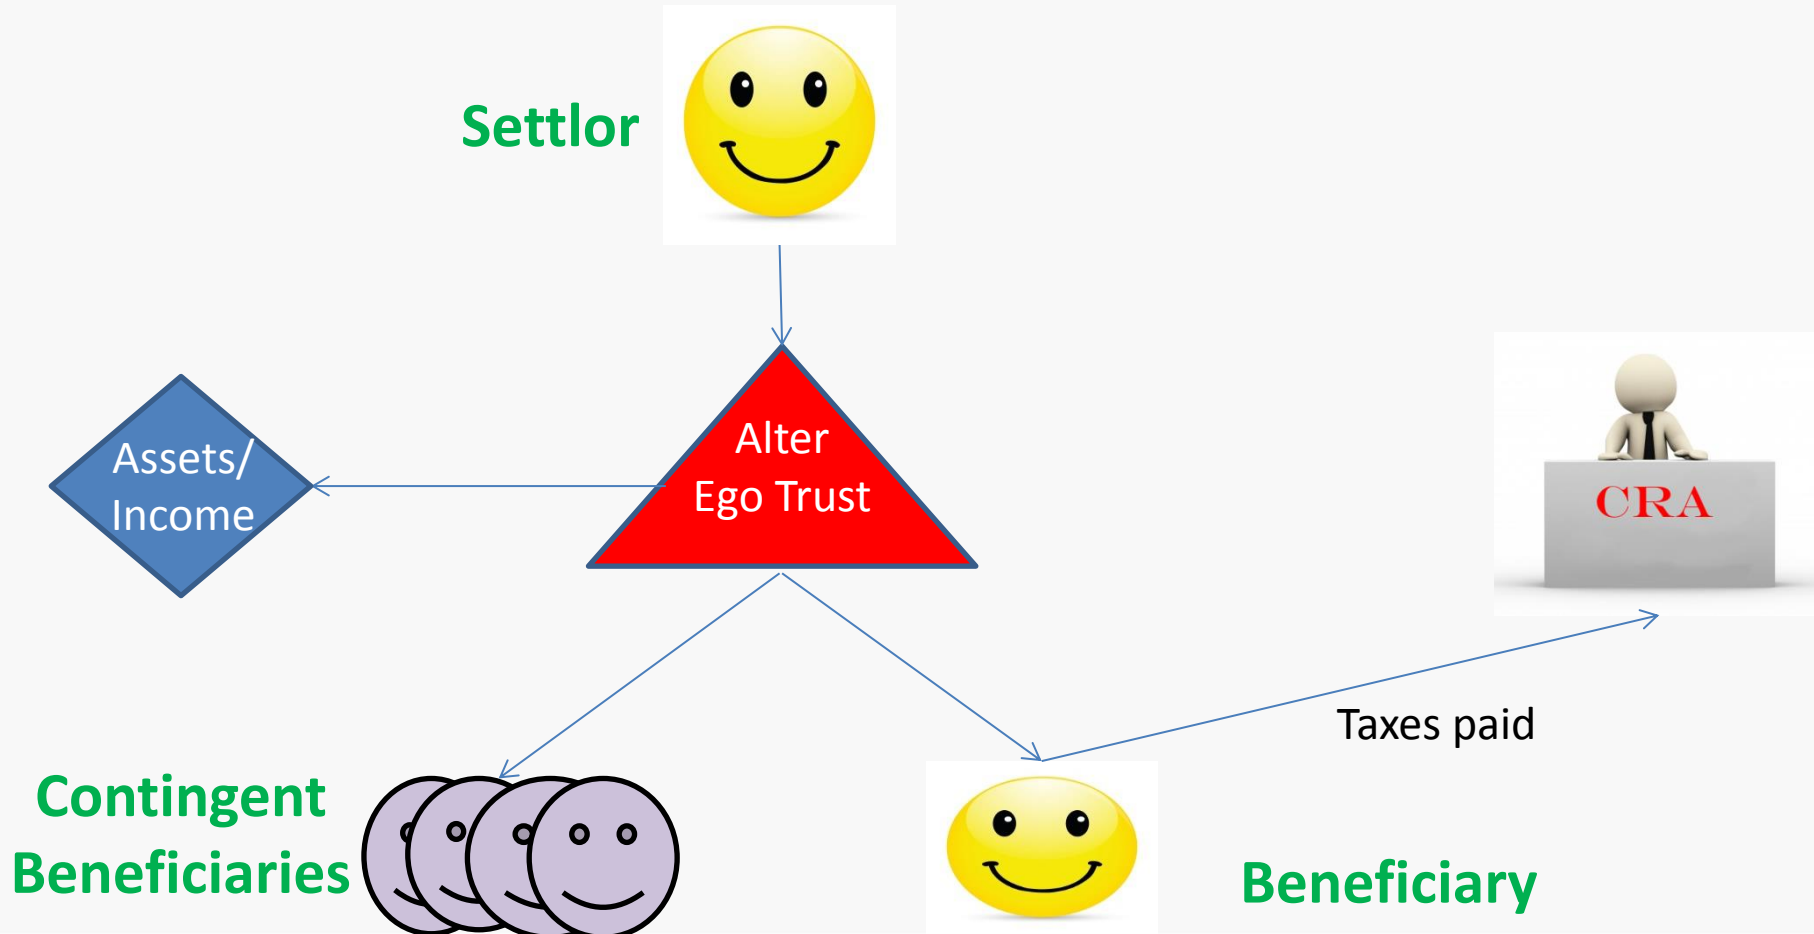 Settlor
Alter
Ego Trust
Assets/
Income
CRA
Taxes paid
Contingent
Beneficiaries
Beneficiary